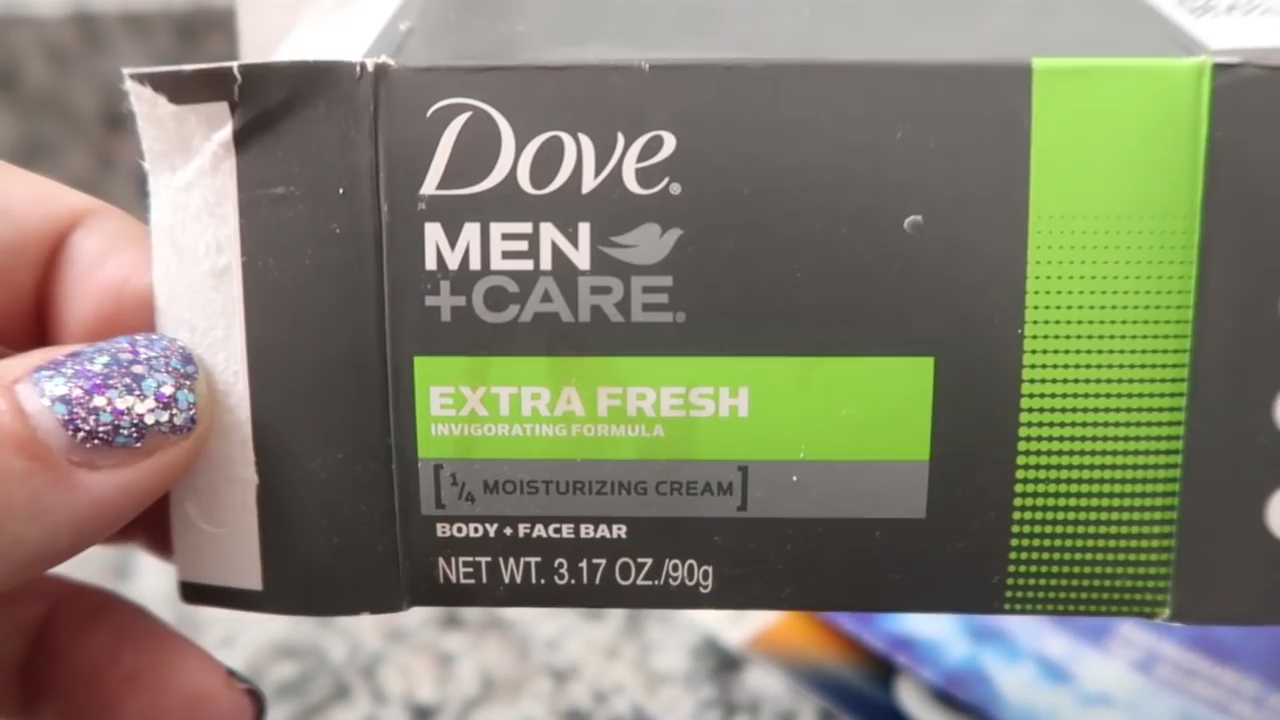 Dove®
MEN
+CARE®
EXTRA FRESH
INVIGORATING FORMULA
[1/4 MOISTURIZING CREAM]
BODY + FACE BAR
NET WT. 3.17 OZ./90g